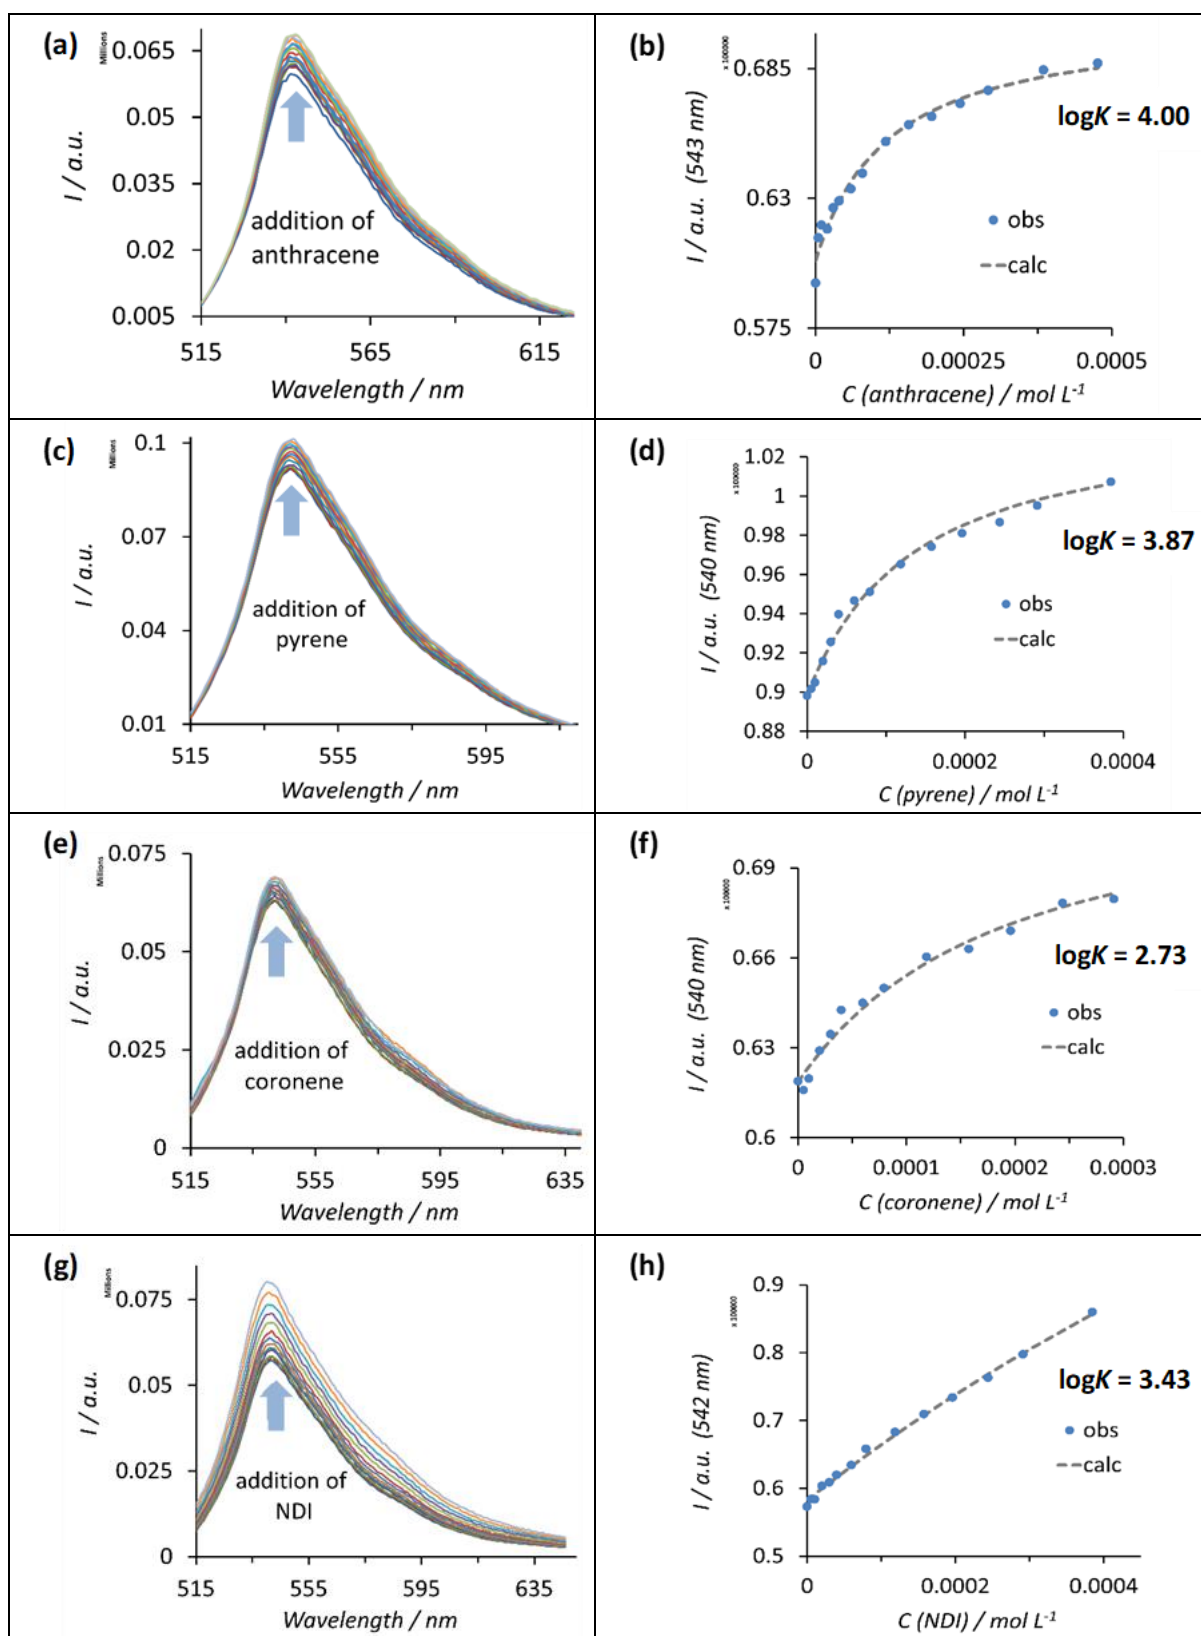 (a)
Millions
0.065
0.05
0.035
0.02
0.005
I / a.u.
addition of
anthracene
515
565
615
Wavelength / nm
(b)
x 100000
0.685
0.63
0.575
I / a.u. (543 nm)
logK = 4.00
obs
calc
0
0.00025
0.0005
C (anthracene) / mol L-1
(c)
Millions
0.1
0.07
0.04
0.01
I / a.u.
addition of
pyrene
515
555
595
Wavelength / nm
(d)
x 100000
1.02
1
0.98
0.96
0.94
0.92
0.9
0.88
I / a.u. (540 nm)
logK = 3.87
obs
calc
0
0.0002
0.0004
C (pyrene) / mol L-1
(e)
Millions
0.075
0.05
0.025
0
I / a.u.
addition of
coronene
515
555
595
635
Wavelength / nm
(f)
x 100000
0.69
0.66
0.63
0.6
I / a.u. (540 nm)
logK = 2.73
obs
calc
0
0.0001
0.0002
0.0003
C (coronene) / mol L-1
(g)
Millions
0.075
0.05
0.025
0
I / a.u.
addition of
NDI
515
555
595
635
Wavelength / nm
(h)
x 100000
0.9
0.8
0.7
0.6
0.5
I / a.u. (542 nm)
logK = 3.43
obs
calc
0
0.0002
0.0004
C (NDI) / mol L-1